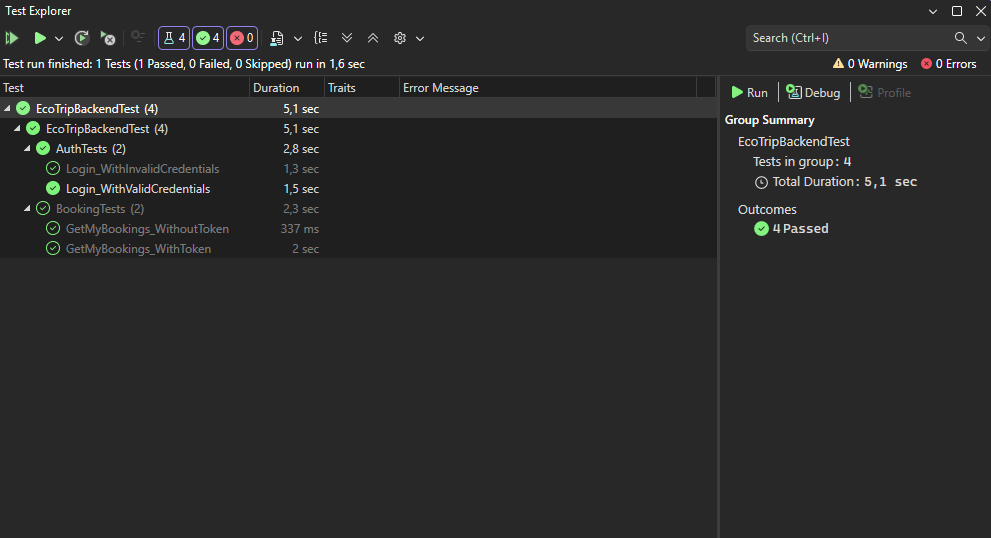 Test Explorer
4 4 0 Search (Ctrl+I)
Test run finished: 1 Tests (1 Passed, 0 Failed, 0 Skipped) run in 1,6 sec 0 Warnings 0 Errors
Test Duration Traits Error Message
EcoTripBackendTest (4) 5,1 sec
EcoTripBackendTest (4) 5,1 sec
AuthTests (2) 2,8 sec
Login_WithInvalidCredentials 1,3 sec
Login_WithValidCredentials 1,5 sec
BookingTests (2) 2,3 sec
GetMyBookings_WithoutToken 337 ms
GetMyBookings_WithToken 2 sec
Run Debug Profile
Group Summary
EcoTripBackendTest
Tests in group: 4
Total Duration: 5,1 sec
Outcomes
4 Passed